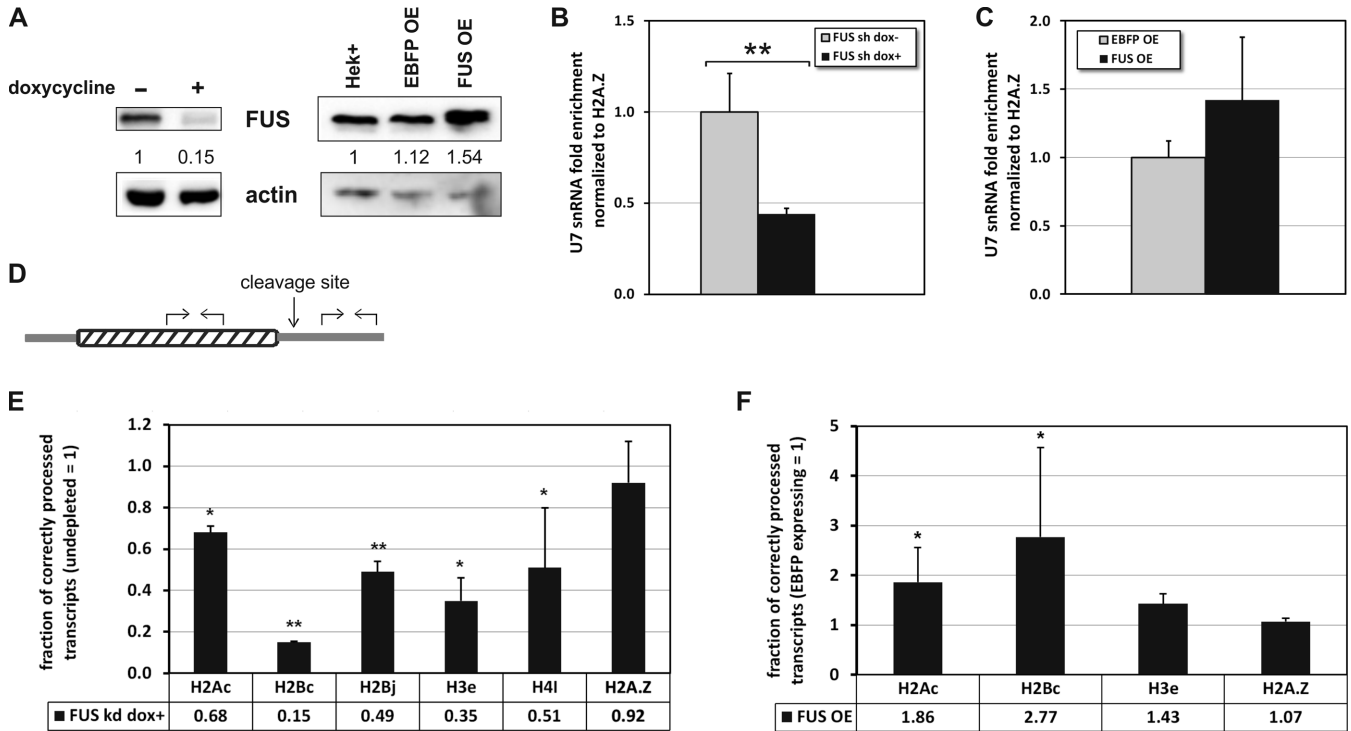 A
doxycycline – +
FUS
1 0.15
actin
Hek+
EBFP OE
FUS OE
1 1.12 1.54
B
U7 snRNA fold enrichment
normalized to H2A.Z
1.5
1.0
0.5
0.0
**
FUS sh dox-
FUS sh dox+
C
U7 snRNA fold enrichment
normalized to H2A.Z
2.0
1.5
1.0
0.5
0.0
EBFP OE
FUS OE
D
cleavage site
E
fraction of correctly processed
transcripts (undepleted = 1)
1.2
1.0
0.8
0.6
0.4
0.2
0.0
* ** ** * *
H2Ac H2Bc H2Bj H3e H4I H2A.Z
FUS kd dox+ 0.68 0.15 0.49 0.35 0.51 0.92
F
fraction of correctly processed
transcripts (EBFP expressing = 1)
5
4
3
2
1
0
* *
H2Ac H2Bc H3e H2A.Z
FUS OE 1.86 2.77 1.43 1.07